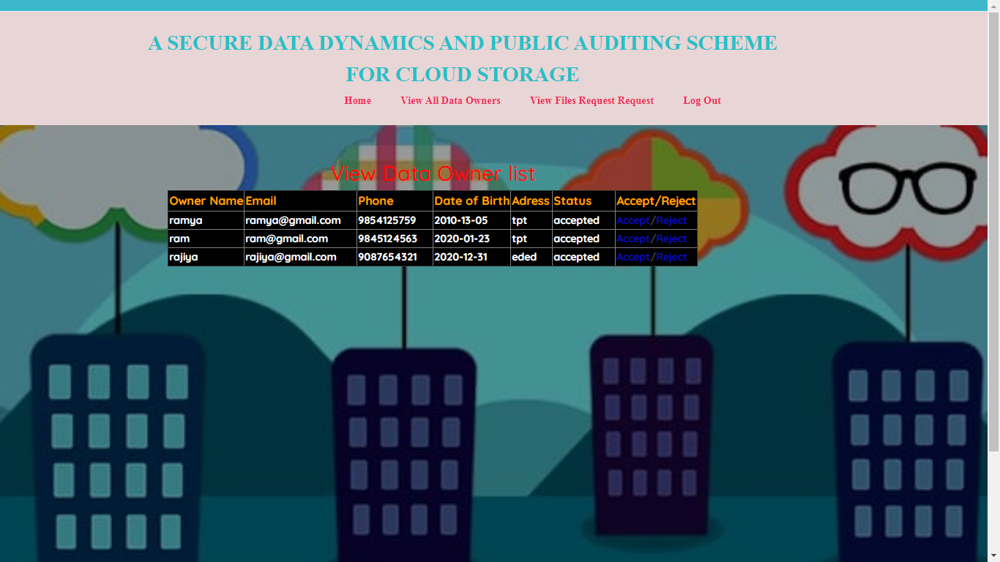 A SECURE DATA DYNAMICS AND PUBLIC AUDITING SCHEME
FOR CLOUD STORAGE
Home View All Data Owners View Files Request Request Log Out
View Data Owner list
Owner Name Email Phone Date of Birth Adress Status Accept/Reject
ramya ramya@gmail.com 9854125759 2010-13-05 tpt accepted Accept/Reject
ram ram@gmail.com 9845124563 2020-01-23 tpt accepted Accept/Reject
rajiya rajiya@gmail.com 9087654321 2020-12-31 eded accepted Accept/Reject